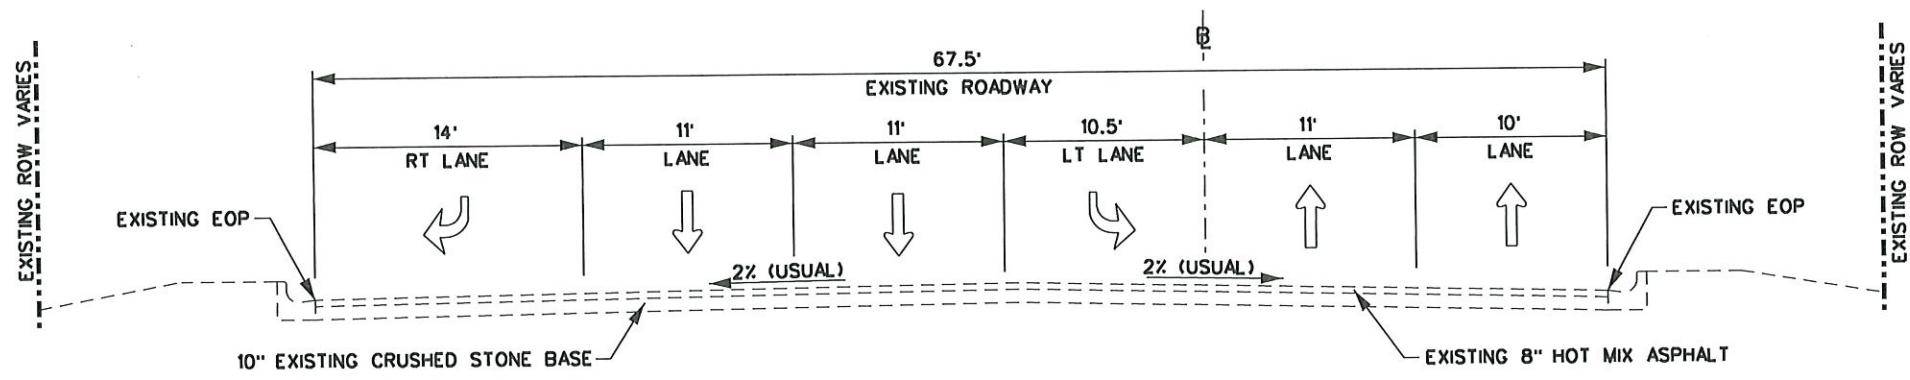 EXISTING ROW VARIES
67.5'
EXISTING ROADWAY
14'
RT LANE
11'
LANE
11'
LANE
10.5'
LT LANE
11'
LANE
10'
LANE
EXISTING EOP
EXISTING EOP
2% (USUAL)
2% (USUAL)
10" EXISTING CRUSHED STONE BASE
EXISTING 8" HOT MIX ASPHALT
EXISTING ROW VARIES